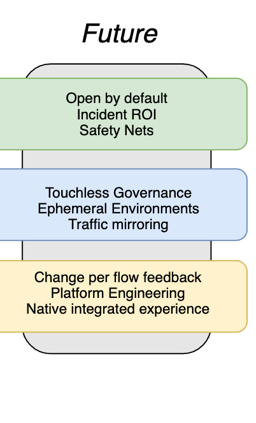 Future
Open by default
Incident ROI
Safety Nets
Touchless Governance
Ephemeral Environments
Traffic mirroring
Change per flow feedback
Platform Engineering
Native integrated experience